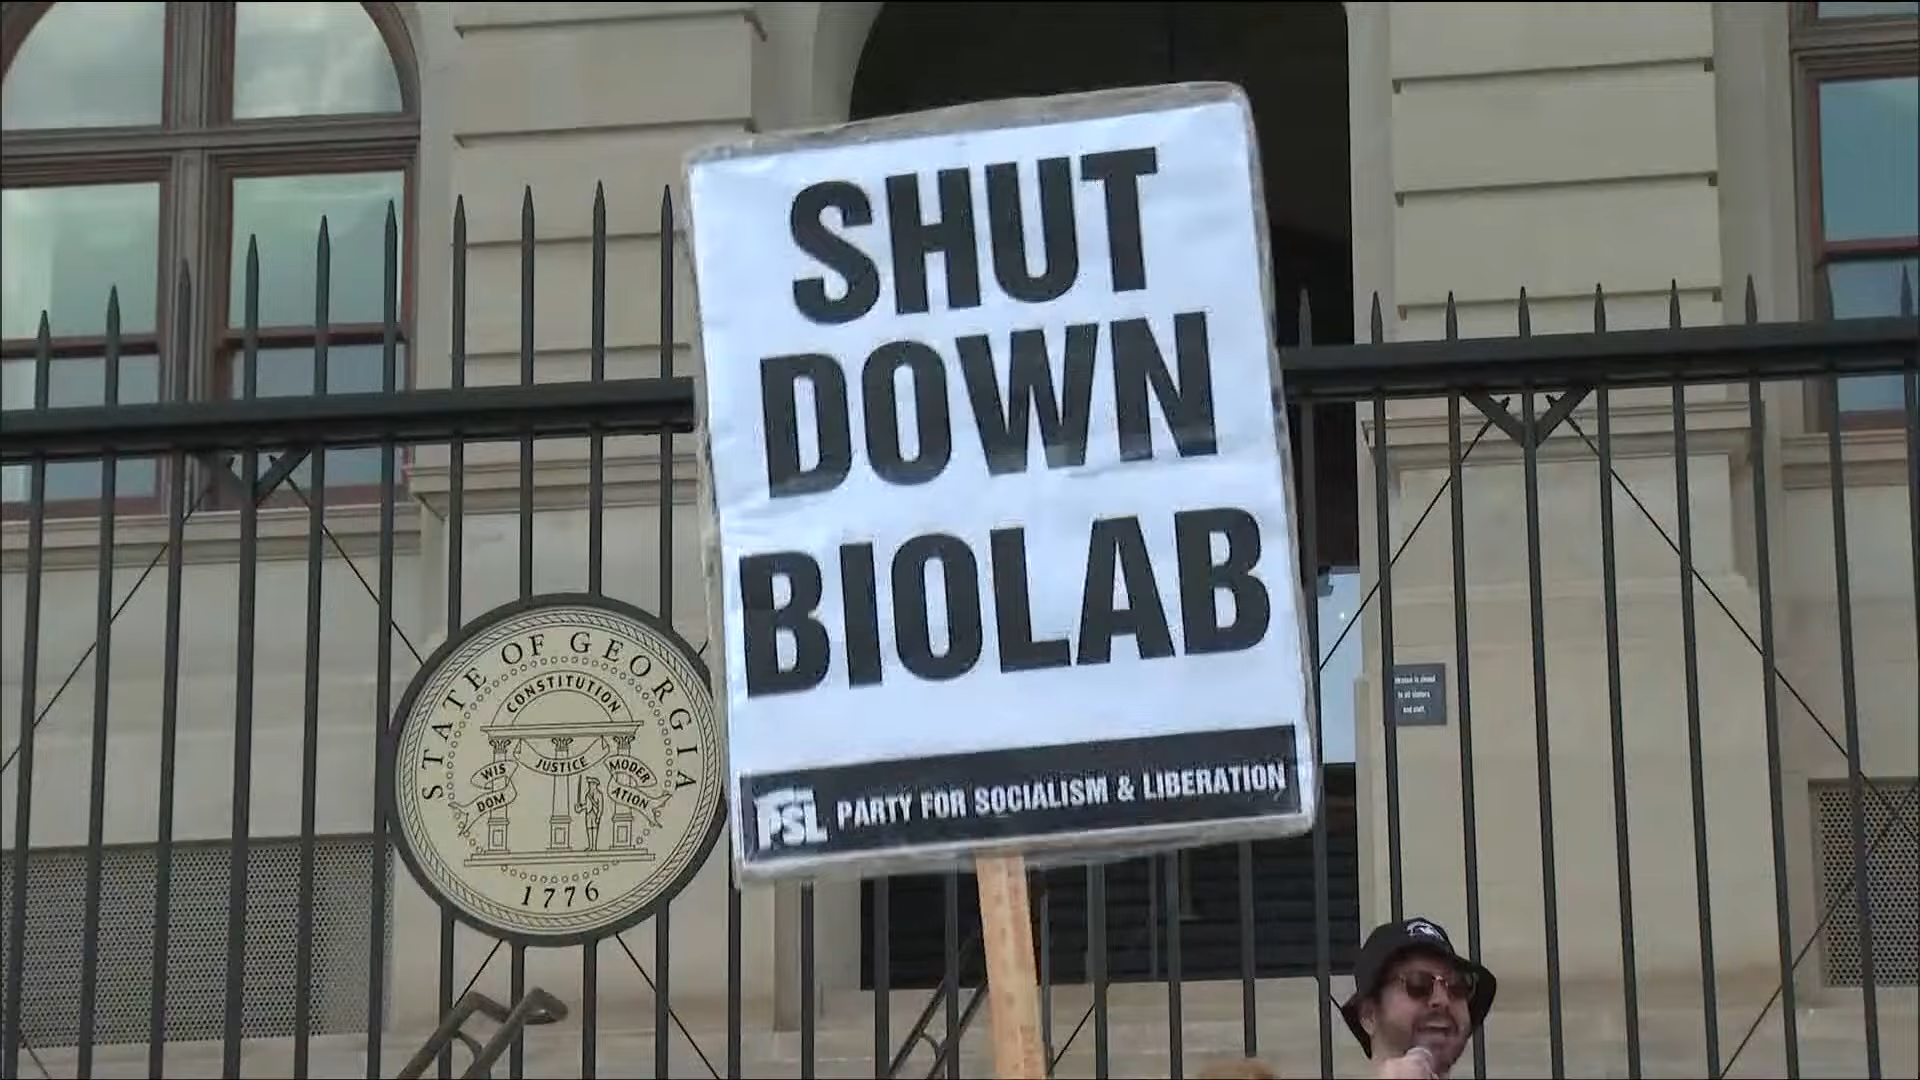 SHUT
DOWN
BIOLAB
PSL PARTY FOR SOCIALISM & LIBERATION
STATE OF GEORGIA
CONSTITUTION
WIS
DOM
JUSTICE
MODER
ATION
1776